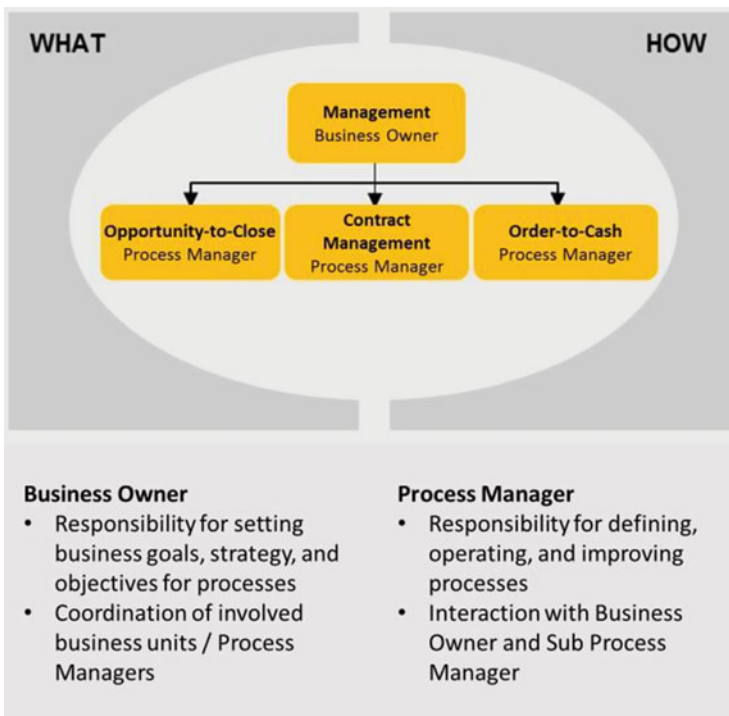 WHAT
HOW
Management
Business Owner
Opportunity-to-Close
Process Manager
Contract
Management
Process Manager
Order-to-Cash
Process Manager
Business Owner
• Responsibility for setting
business goals, strategy, and
objectives for processes
• Coordination of involved
business units / Process
Managers
Process Manager
• Responsibility for defining,
operating, and improving
processes
• Interaction with Business
Owner and Sub Process
Manager